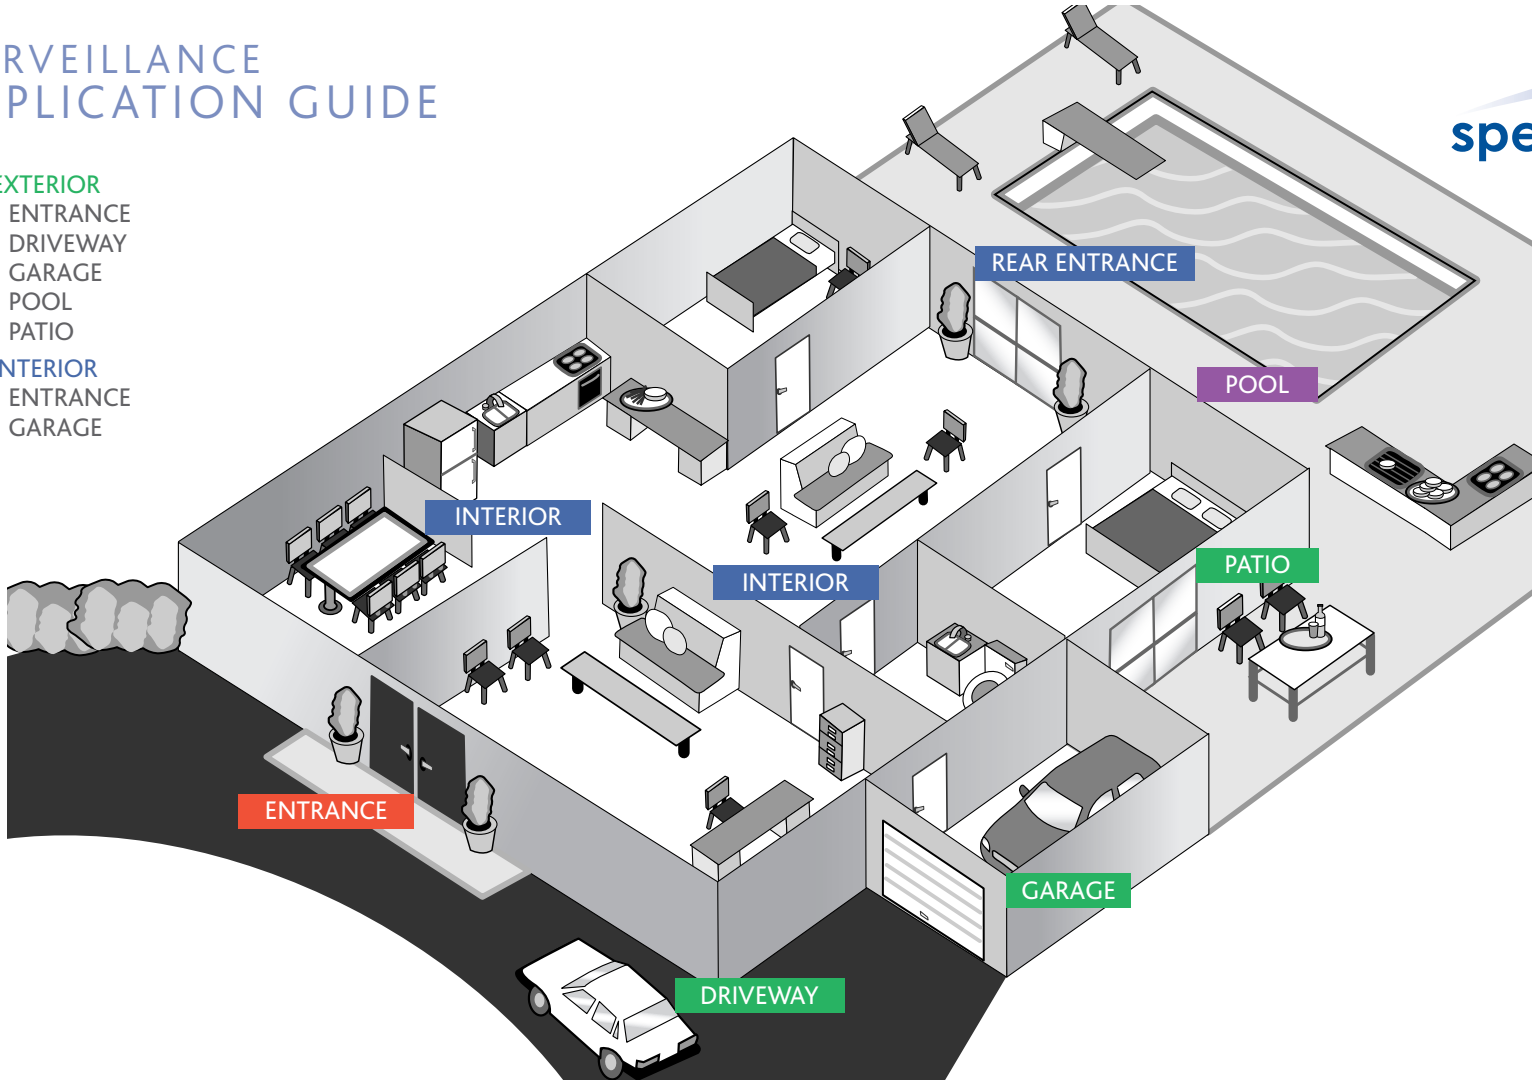 RVEILLANCE
PLICATION GUIDE
spe
EXTERIOR
ENTRANCE
DRIVEWAY
GARAGE
POOL
PATIO
NTERIOR
ENTRANCE
GARAGE
REAR ENTRANCE
POOL
INTERIOR
PATIO
INTERIOR
ENTRANCE
GARAGE
DRIVEWAY